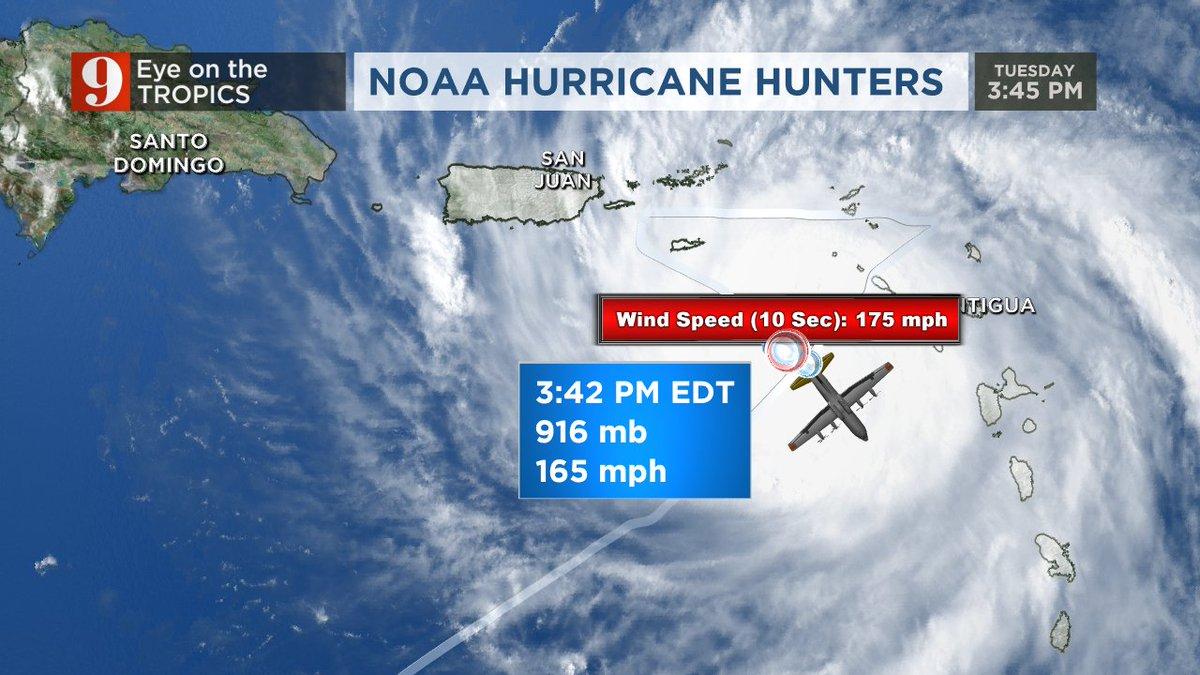 9 Eye on the
TROPICS
NOAA HURRICANE HUNTERS
TUESDAY
3:45 PM
SANTO
DOMINGO
SAN
JUAN
NTIGUA
Wind Speed (10 Sec): 175 mph
3:42 PM EDT
916 mb
165 mph